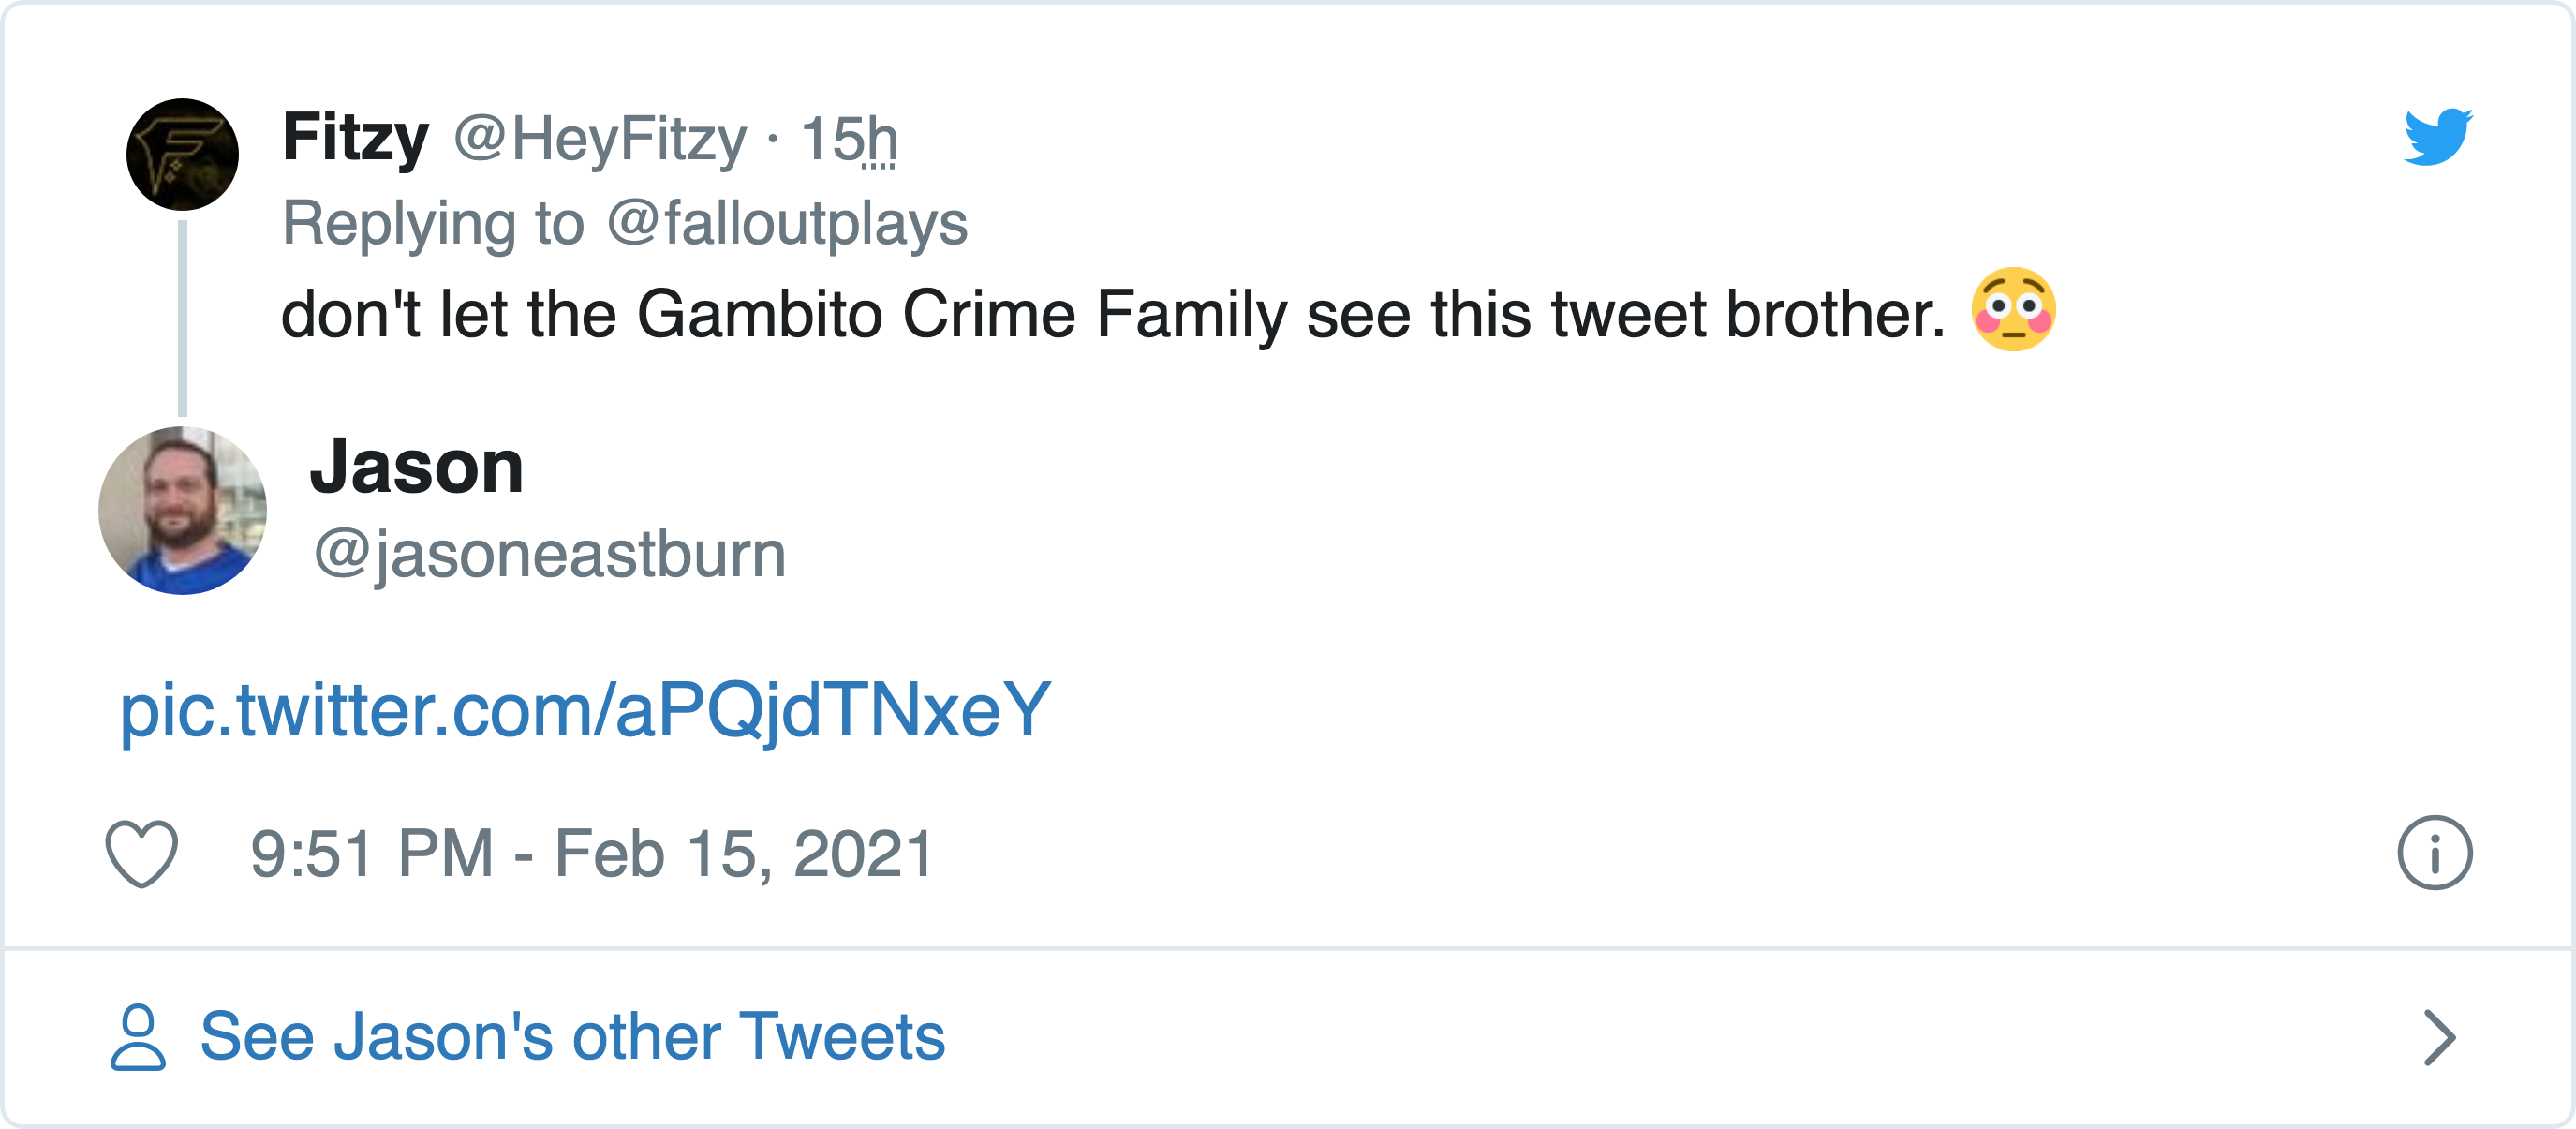 Fitzy @HeyFitzy · 15h
Replying to @falloutplays
don't let the Gambito Crime Family see this tweet brother. 😳
Jason
@jasoneastburn
pic.twitter.com/aPQjdTNxeY
9:51 PM - Feb 15, 2021
See Jason's other Tweets